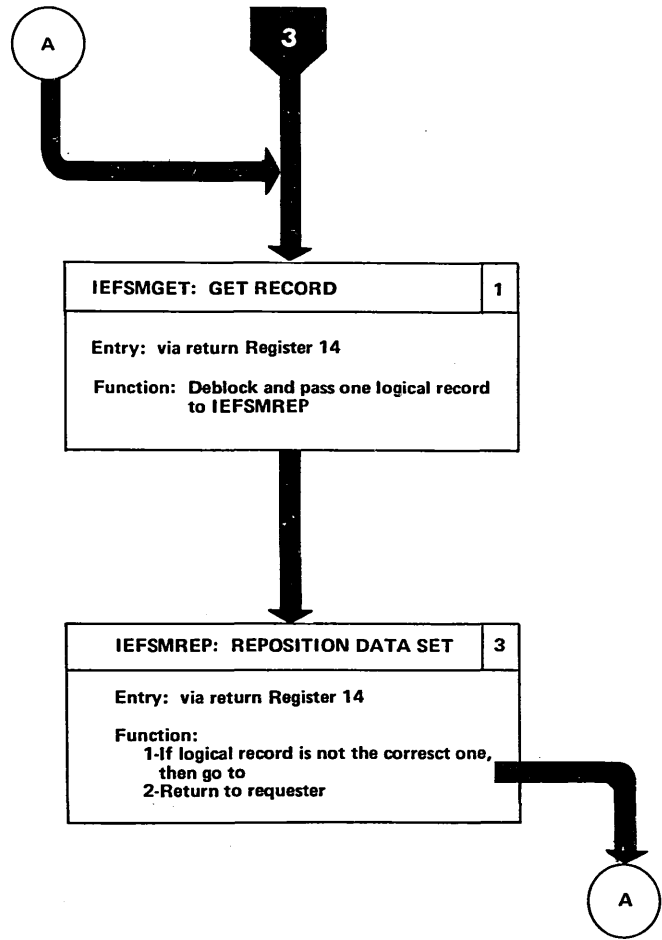 A
3
IEFSMGET: GET RECORD 1
Entry: via return Register 14
Function: Deblock and pass one logical record
to IEFSMREP
IEFSMREP: REPOSITION DATA SET 3
Entry: via return Register 14
Function:
1-If logical record is not the corresct one,
then go to
2-Return to requester
A